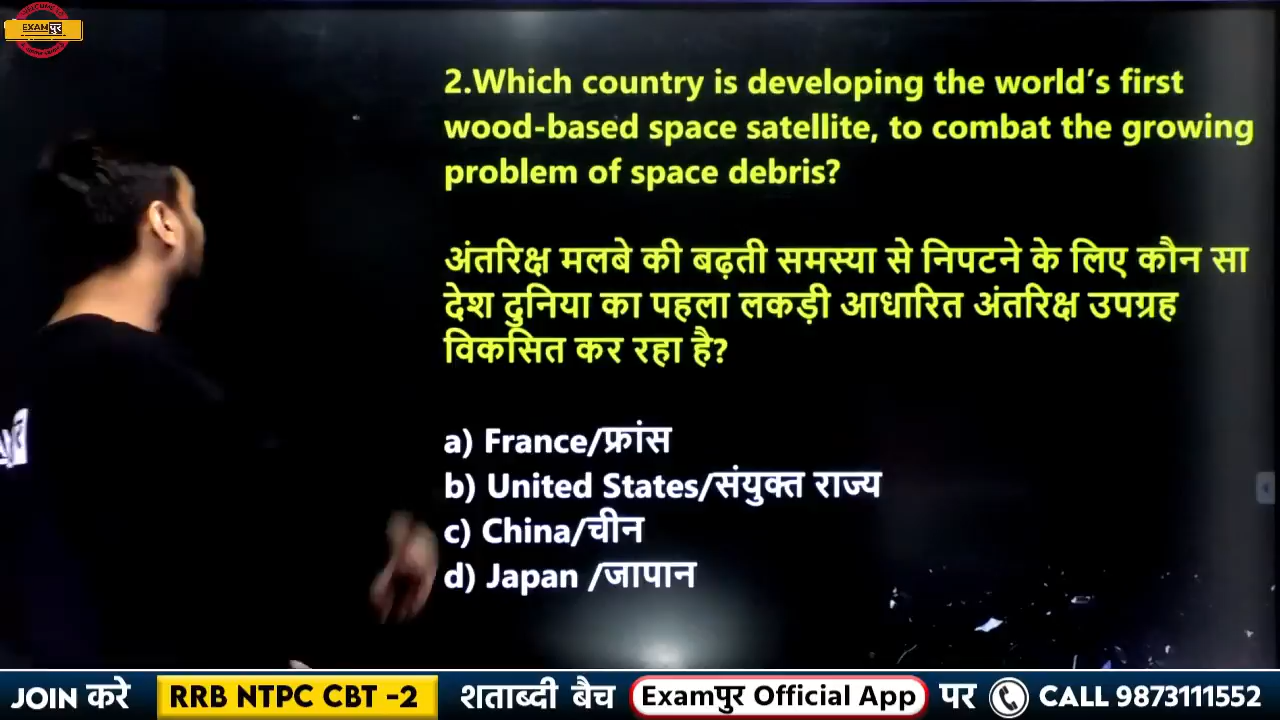 EXAMपुर
2.Which country is developing the world’s first
wood-based space satellite, to combat the growing
problem of space debris?
अंतरिक्ष मलबे की बढ़ती समस्या से निपटने के लिए कौन सा
देश दुनिया का पहला लकड़ी आधारित अंतरिक्ष उपग्रह
विकसित कर रहा है?
a) France/फ्रांस
b) United States/संयुक्त राज्य
c) China/चीन
d) Japan /जापान
JOIN करे RRB NTPC CBT -2 शताब्दी बैच Examपुर Official App पर CALL 9873111552